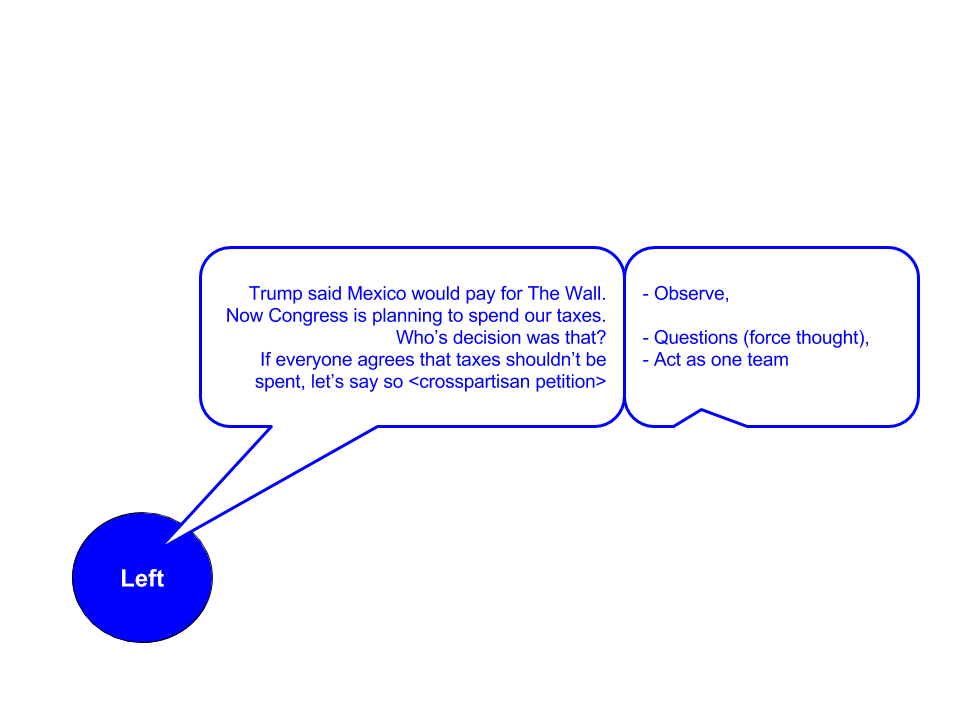 Trump said Mexico would pay for The Wall.
Now Congress is planning to spend our taxes.
Who's decision was that?
If everyone agrees that taxes shouldn't be
spent, let's say so <crosspartisan petition>
- Observe,
- Questions (force thought),
- Act as one team
Left